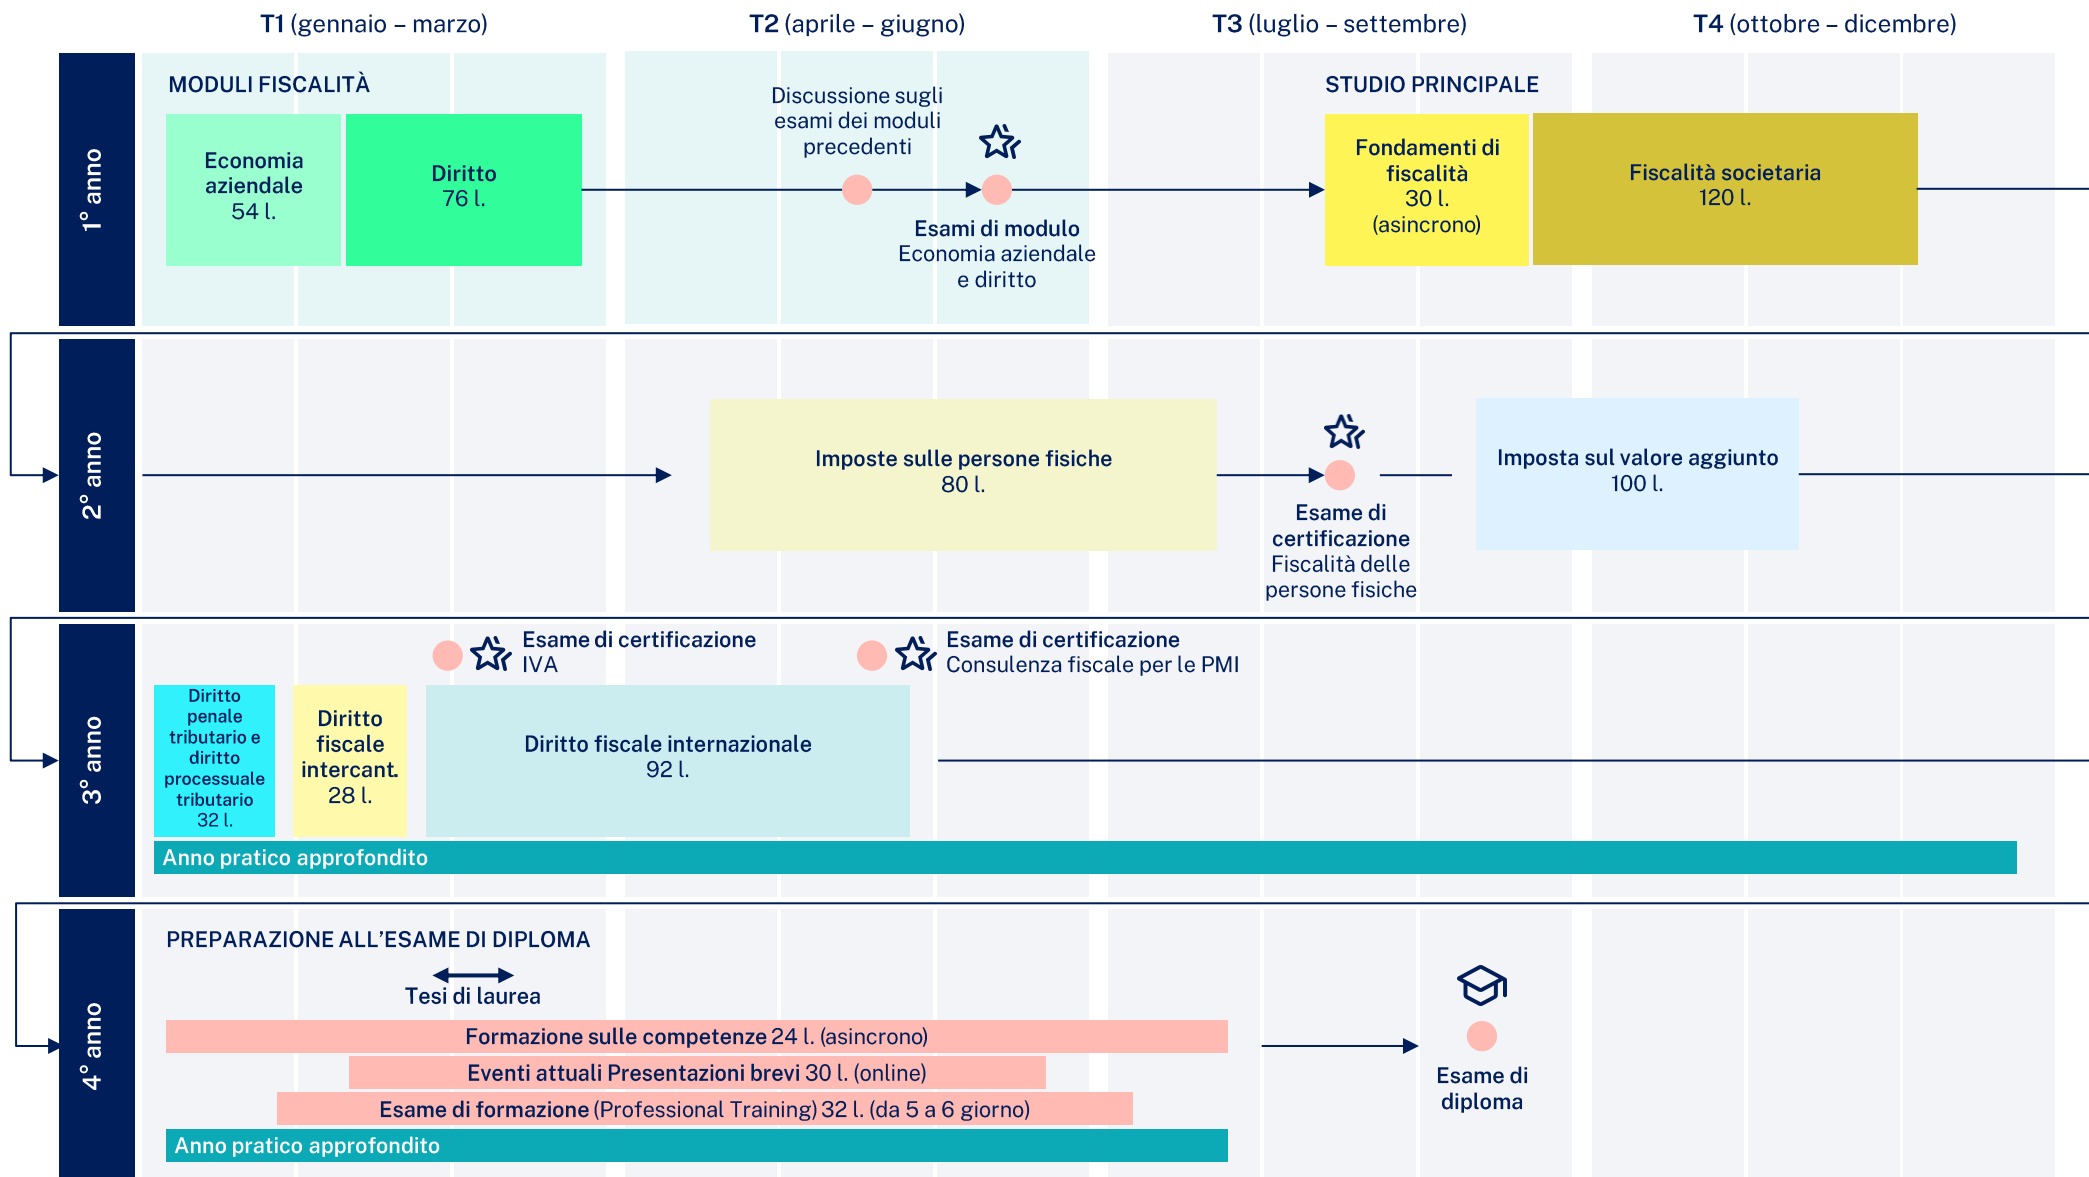 T1 (gennaio – marzo)
T2 (aprile – giugno)
T3 (luglio – settembre)
T4 (ottobre – dicembre)
1° anno
MODULI FISCALITÀ
Economia
aziendale
54 l.
Diritto
76 l.
Discussione sugli
esami dei moduli
precedenti
Esami di modulo
Economia aziendale
e diritto
STUDIO PRINCIPALE
Fondamenti di
fiscalità
30 l.
(asincrono)
Fiscalità societaria
120 l.
2° anno
Imposte sulle persone fisiche
80 l.
Esame di
certificazione
Fiscalità delle
persone fisiche
Imposta sul valore aggiunto
100 l.
3° anno
Esame di certificazione
IVA
Esame di certificazione
Consulenza fiscale per le PMI
Diritto
penale
tributario e
diritto
processuale
tributario
32 l.
Diritto
fiscale
intercant.
28 l.
Diritto fiscale internazionale
92 l.
Anno pratico approfondito
4° anno
PREPARAZIONE ALL’ESAME DI DIPLOMA
Tesi di laurea
Formazione sulle competenze 24 l. (asincrono)
Eventi attuali Presentazioni brevi 30 l. (online)
Esame di formazione (Professional Training) 32 l. (da 5 a 6 giorno)
Anno pratico approfondito
Esame di
diploma